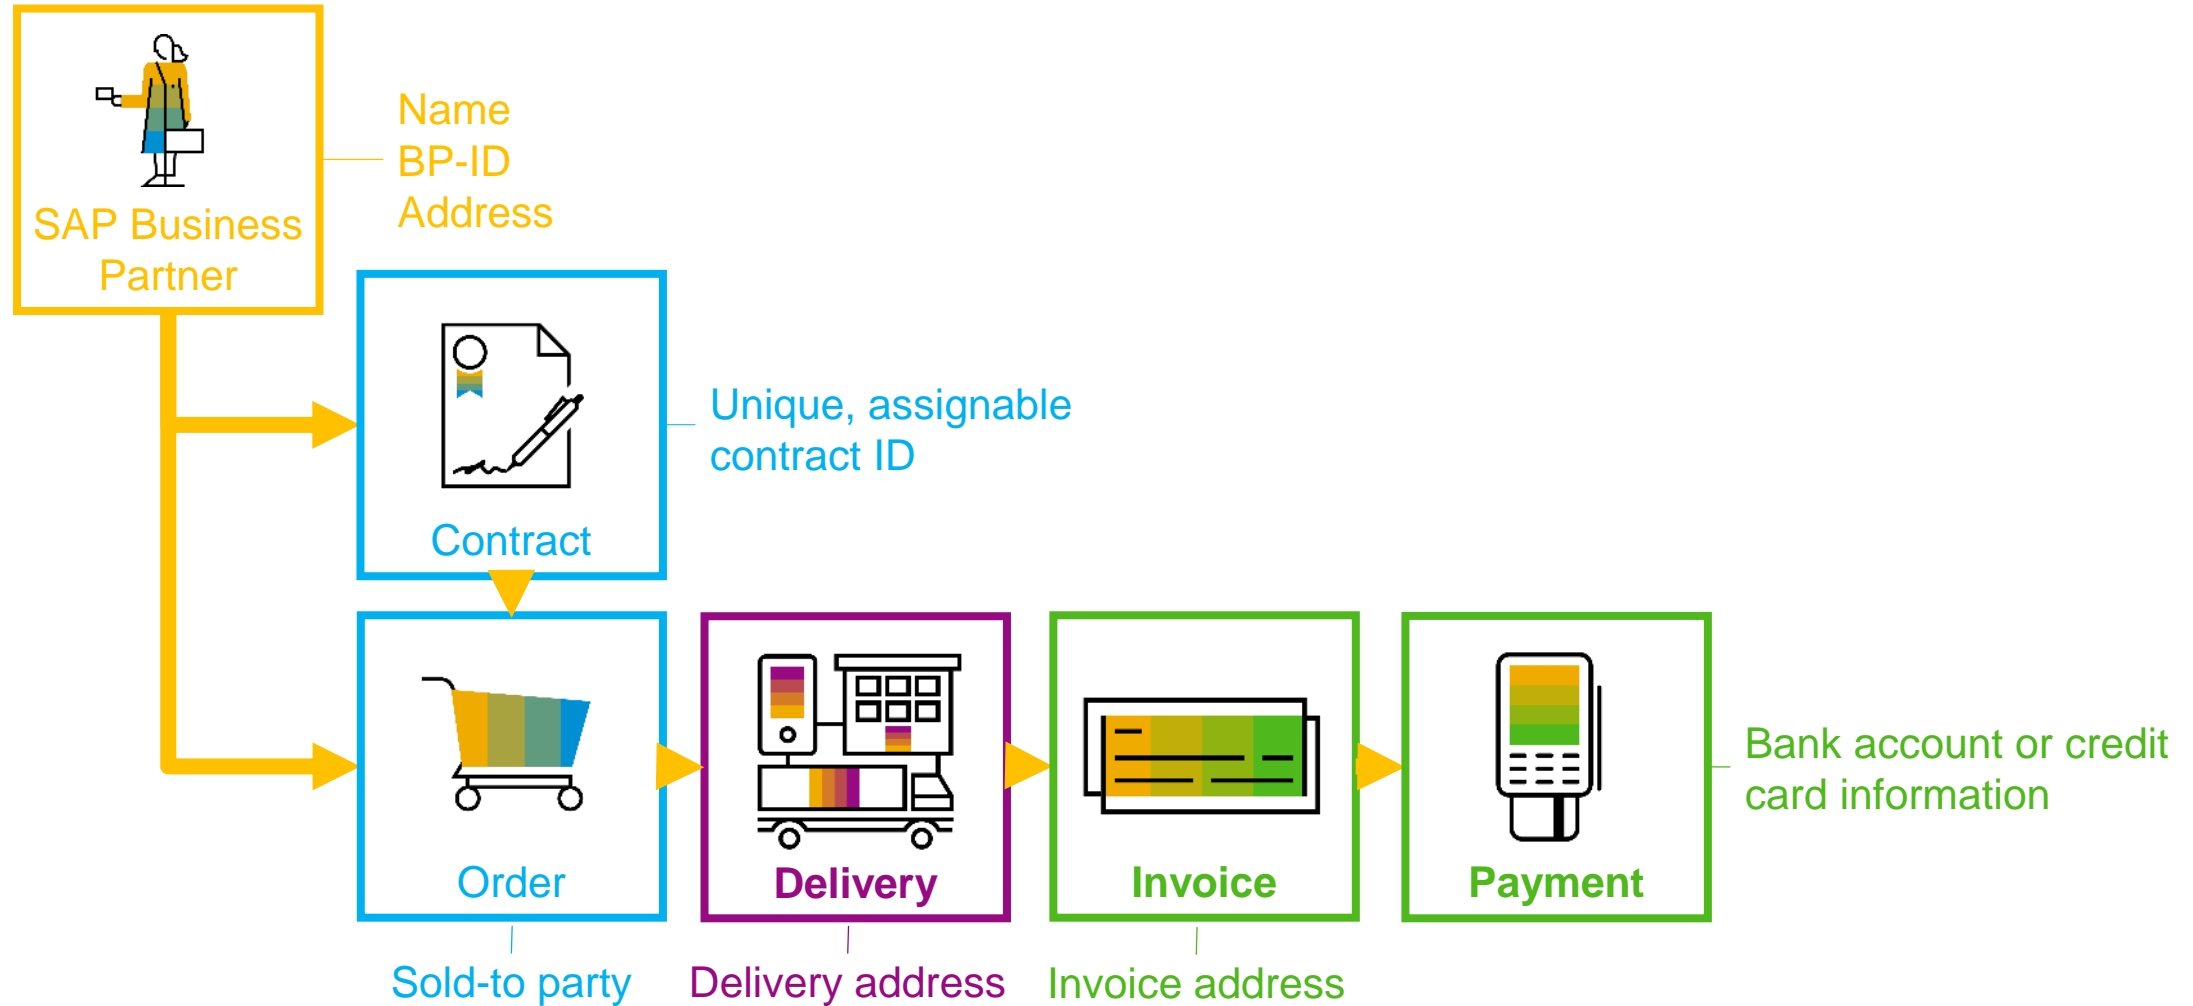 SAP Business
Partner
Name
BP-ID
Address
Contract
Unique, assignable
contract ID
Order
Sold-to party
Delivery
Delivery address
Invoice
Invoice address
Payment
Bank account or credit
card information